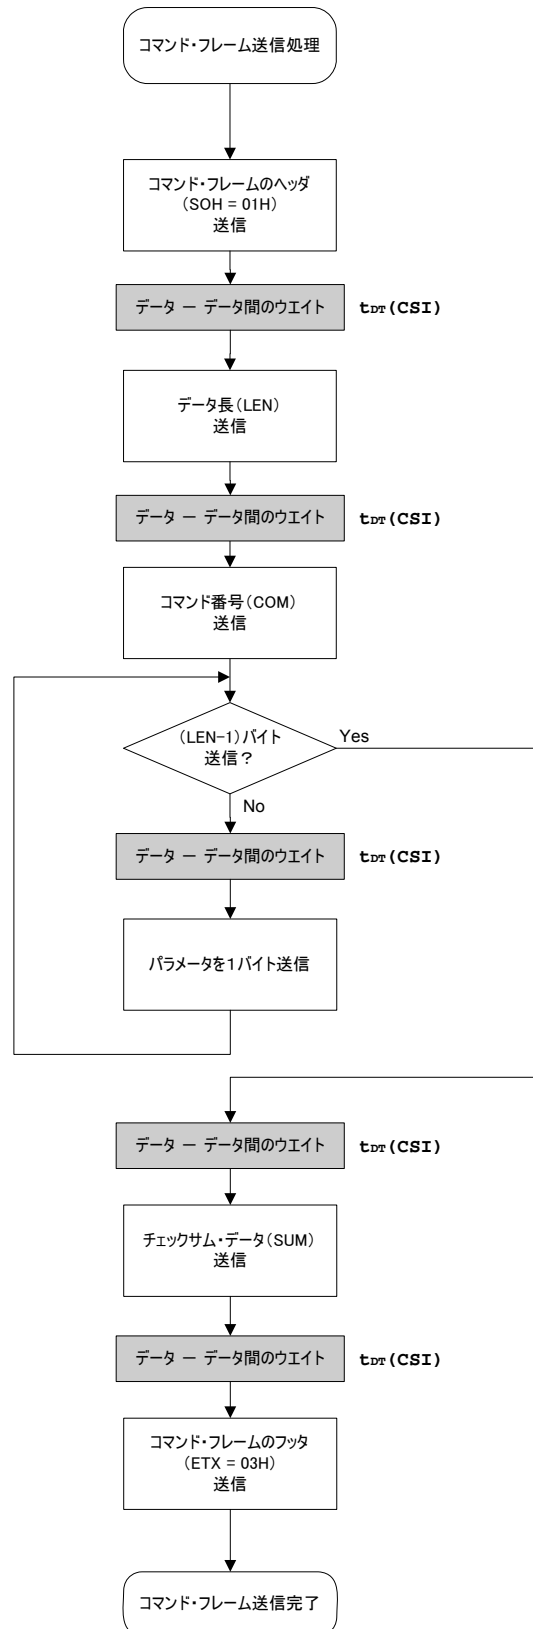 コマンド・フレーム送信処理
コマンド・フレームのヘッダ
(SOH = 01H)
送信
データ － データ間のウエイト tDT(CSI)
データ長(LEN)
送信
データ － データ間のウエイト tDT(CSI)
コマンド番号(COM)
送信
(LEN-1)バイト
送信？
Yes
No
データ － データ間のウエイト tDT(CSI)
パラメータを１バイト送信
データ － データ間のウエイト tDT(CSI)
チェックサム・データ(SUM)
送信
データ － データ間のウエイト tDT(CSI)
コマンド・フレームのフッタ
(ETX = 03H)
送信
コマンド・フレーム送信完了